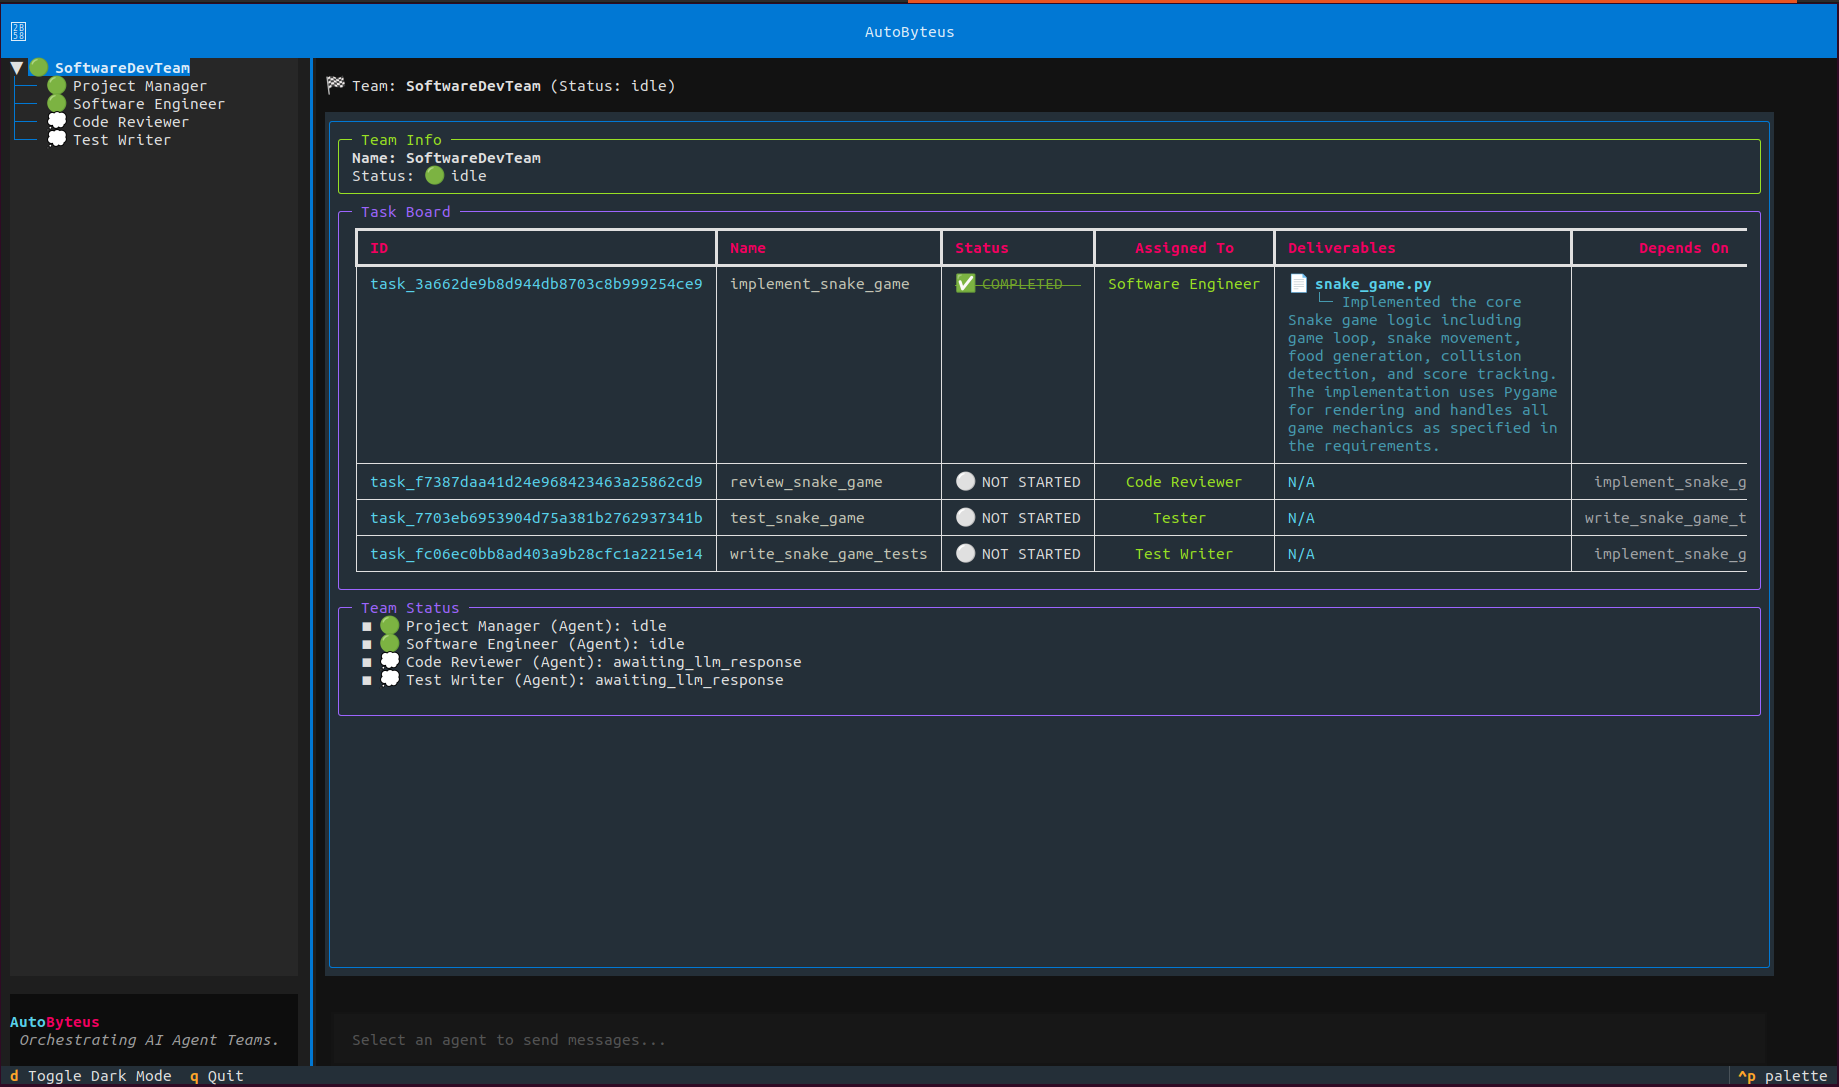 AutoByteus
▼ SoftwareDevTeam
Project Manager
Software Engineer
Code Reviewer
Test Writer
Team: SoftwareDevTeam (Status: idle)
Team Info
Name: SoftwareDevTeam
Status: idle
Task Board
ID Name Status Assigned To Deliverables Depends On
task_3a662de9b8d944db8703c8b999254ce9 implement_snake_game COMPLETED Software Engineer snake_game.py
Implemented the core
Snake game logic including
game loop, snake movement,
food generation, collision
detection, and score tracking.
The implementation uses Pygame
for rendering and handles all
game mechanics as specified in
the requirements.
task_f7387daa41d24e968423463a25862cd9 review_snake_game NOT STARTED Code Reviewer N/A implement_snake_g
task_7703eb6953904d75a381b2762937341b test_snake_game NOT STARTED Tester N/A write_snake_game_t
task_fc06ec0bb8ad403a9b28cfc1a2215e14 write_snake_game_tests NOT STARTED Test Writer N/A implement_snake_g
Team Status
■ Project Manager (Agent): idle
■ Software Engineer (Agent): idle
■ Code Reviewer (Agent): awaiting_llm_response
■ Test Writer (Agent): awaiting_llm_response
AutoByteus
Orchestrating AI Agent Teams.
Select an agent to send messages...
d Toggle Dark Mode q Quit ^p palette